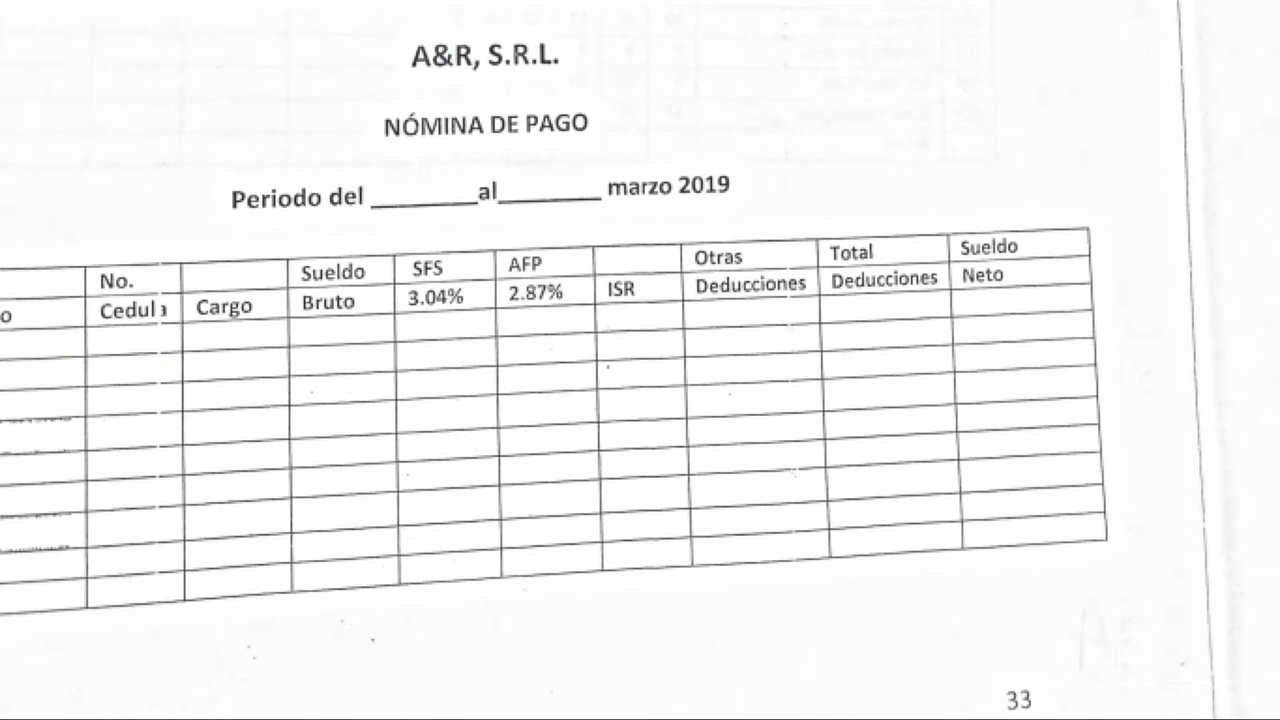 A&R, S.R.L.
NÓMINA DE PAGO
Periodo del ________al________ marzo 2019
No. Sueldo SFS AFP Otras Total Sueldo
o Cedula Cargo Bruto 3.04% 2.87% ISR Deducciones Deducciones Neto
33